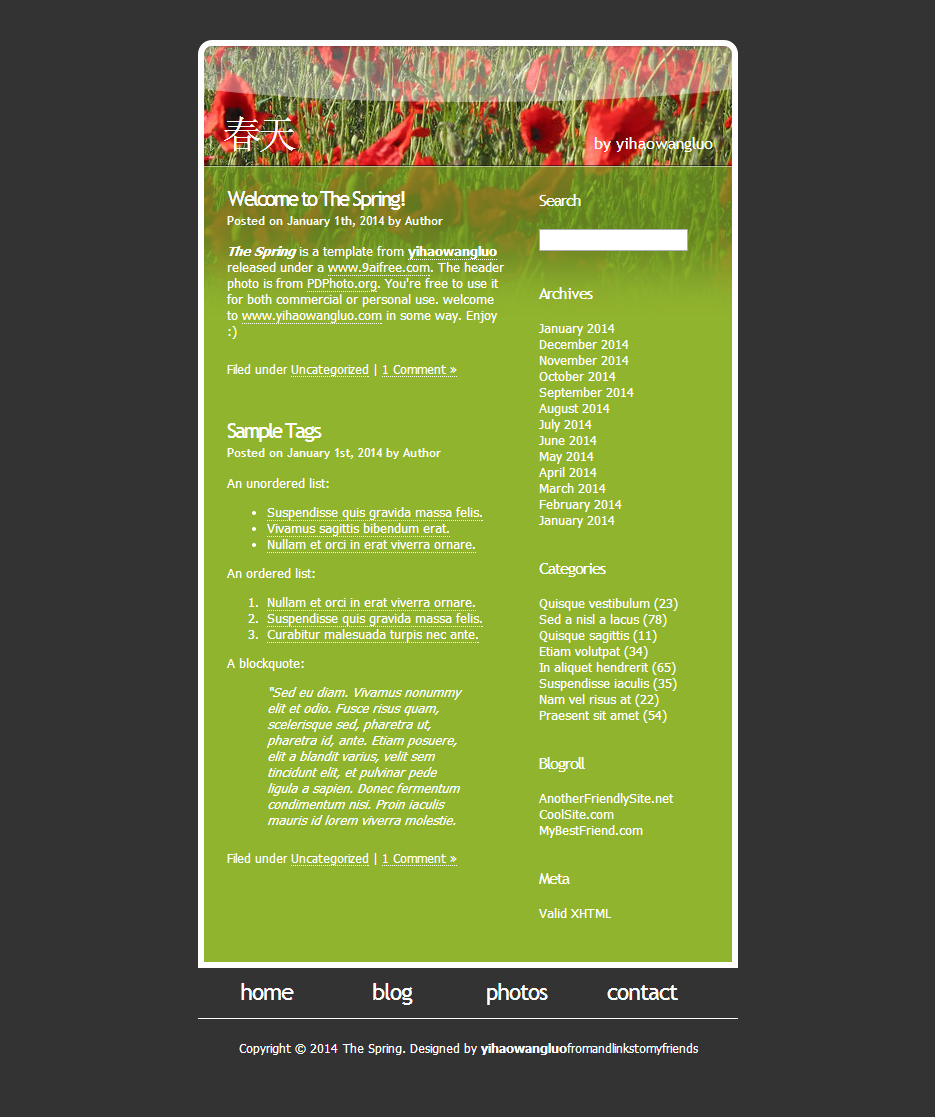 春天
by yihaowangluo
Welcome to The Spring!
Posted on January 1th, 2014 by Author
The Spring is a template from yihaowangluo
released under a www.9aifree.com. The header
photo is from PDPhoto.org. You're free to use it
for both commercial or personal use. welcome
to www.yihaowangluo.com in some way. Enjoy
:)
Filed under Uncategorized | 1 Comment »
Sample Tags
Posted on January 1st, 2014 by Author
An unordered list:
• Suspendisse quis gravida massa felis.
• Vivamus sagittis bibendum erat.
• Nullam et orci in erat viverra ornare.
An ordered list:
1. Nullam et orci in erat viverra ornare.
2. Suspendisse quis gravida massa felis.
3. Curabitur malesuada turpis nec ante.
A blockquote:
"Sed eu diam. Vivamus nonummy
elit et odio. Fusce risus quam,
scelerisque sed, pharetra ut,
pharetra id, ante. Etiam posuere,
elit a blandit varius, velit sem
tincidunt elit, et pulvinar pede
ligula a sapien. Donec fermentum
condimentum nisi. Proin iaculis
mauris id lorem viverra molestie.
Filed under Uncategorized | 1 Comment »
Search
Archives
January 2014
December 2014
November 2014
October 2014
September 2014
August 2014
July 2014
June 2014
May 2014
April 2014
March 2014
February 2014
January 2014
Categories
Quisque vestibulum (23)
Sed a nisl a lacus (78)
Quisque sagittis (11)
Etiam volutpat (34)
In aliquet hendrerit (65)
Suspendisse iaculis (35)
Nam vel risus at (22)
Praesent sit amet (54)
Blogroll
AnotherFriendlySite.net
CoolSite.com
MyBestFriend.com
Meta
Valid XHTML
home blog photos contact
Copyright © 2014 The Spring. Designed by yihaowangluofromandlinkstomyfriends